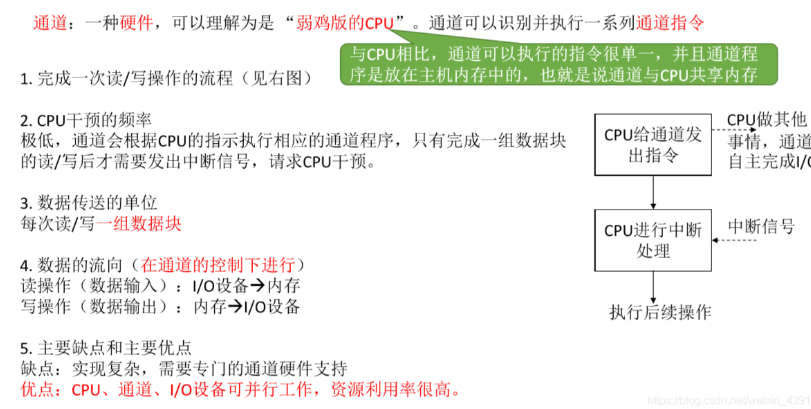 通道：一种硬件，可以理解为是 “弱鸡版的CPU”。通道可以识别并执行一系列通道指令
与CPU相比，通道可以执行的指令很单一，并且通道程
序是放在主机内存中的，也就是说通道与CPU共享内存
1. 完成一次读/写操作的流程（见右图）
2. CPU干预的频率
极低，通道会根据CPU的指示执行相应的通道程序，只有完成一组数据块
的读/写后才需要发出中断信号，请求CPU干预。
3. 数据传送的单位
每次读/写一组数据块
4. 数据的流向（在通道的控制下进行）
读操作（数据输入）：I/O设备→内存
写操作（数据输出）：内存→I/O设备
5. 主要缺点和主要优点
缺点：实现复杂，需要专门的通道硬件支持
优点：CPU、通道、I/O设备可并行工作，资源利用率很高。
CPU给通道发
出指令
CPU做其他
事情，通道
自主完成I/O
CPU进行中断
处理
中断信号
执行后续操作
https://blog.csdn.net/weixin_4391